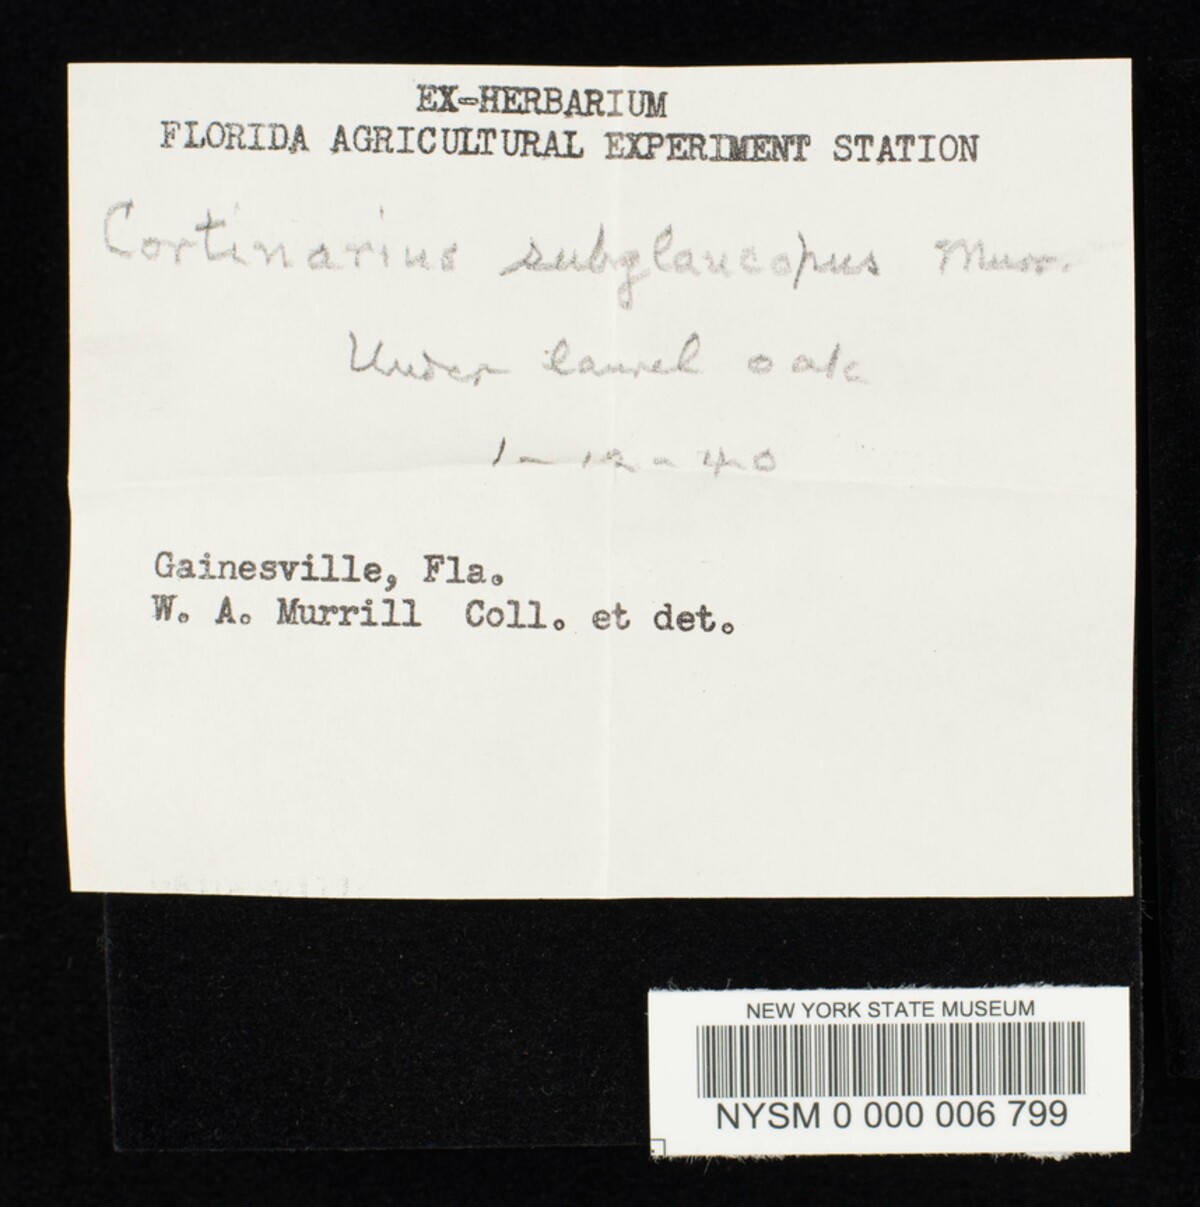 EX-HERBARIUM
FLORIDA AGRICULTURAL EXPERIMENT STATION
Cortinarius subglaucopus Murr.
Under laurel oak
1-12-40
Gainesville, Fla.
W. A. Murrill Coll. et det.
NEW YORK STATE MUSEUM
NYSM 0 000 006 799